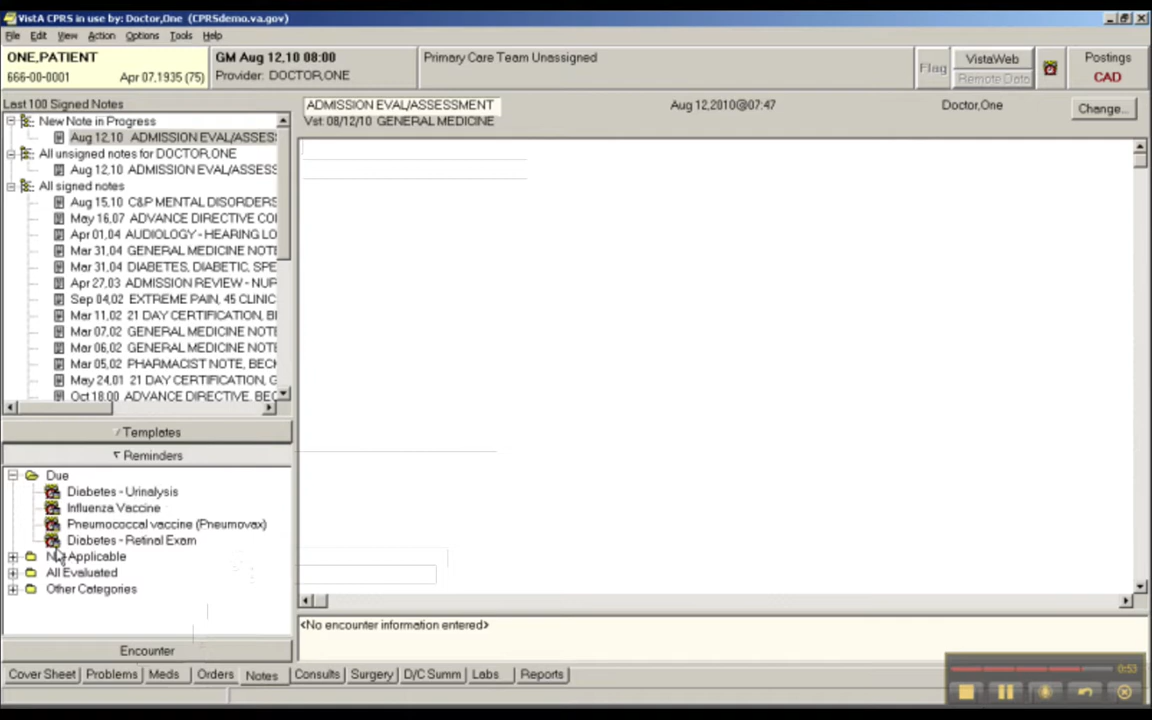 VistA CPRS in use by: Doctor,One (CPRSdemo.va.gov)
File Edit View Action Options Tools Help
ONE,PATIENT
666-00-0001 Apr 07,1935 (75)
GM Aug 12,10 08:00
Provider: DOCTOR,ONE
Primary Care Team Unassigned
Flag
VistaWeb
Remote Data
Postings
CAD
Last 100 Signed Notes
New Note in Progress
Aug 12,10 ADMISSION EVAL/ASSESS
All unsigned notes for DOCTOR,ONE
Aug 12,10 ADMISSION EVAL/ASSESS
All signed notes
Aug 15,10 C&P MENTAL DISORDERS
May 16,07 ADVANCE DIRECTIVE CO
Apr 01,04 AUDIOLOGY - HEARING LO
Mar 31,04 GENERAL MEDICINE NOTE
Mar 31,04 DIABETES, DIABETIC, SPE
Apr 27,03 ADMISSION REVIEW - NUR
Sep 04,02 EXTREME PAIN, 45 CLINIC
Mar 11,02 21 DAY CERTIFICATION, B
Mar 07,02 GENERAL MEDICINE NOTE
Mar 06,02 GENERAL MEDICINE NOTE
Mar 05,02 PHARMACIST NOTE, BECK
May 24,01 21 DAY CERTIFICATION, G
Oct 18,00 ADVANCE DIRECTIVE, BEC
Templates
Reminders
Due
Diabetes - Urinalysis
Influenza Vaccine
Pneumococcal vaccine (Pneumovax)
Diabetes - Retinal Exam
Not Applicable
All Evaluated
Other Categories
Encounter
ADMISSION EVAL/ASSESSMENT Aug 12,2010@07:47 Doctor,One
Vst: 08/12/10 GENERAL MEDICINE
Change...
<No encounter information entered>
Cover Sheet Problems Meds Orders Notes Consults Surgery D/C Summ Labs Reports
0:53